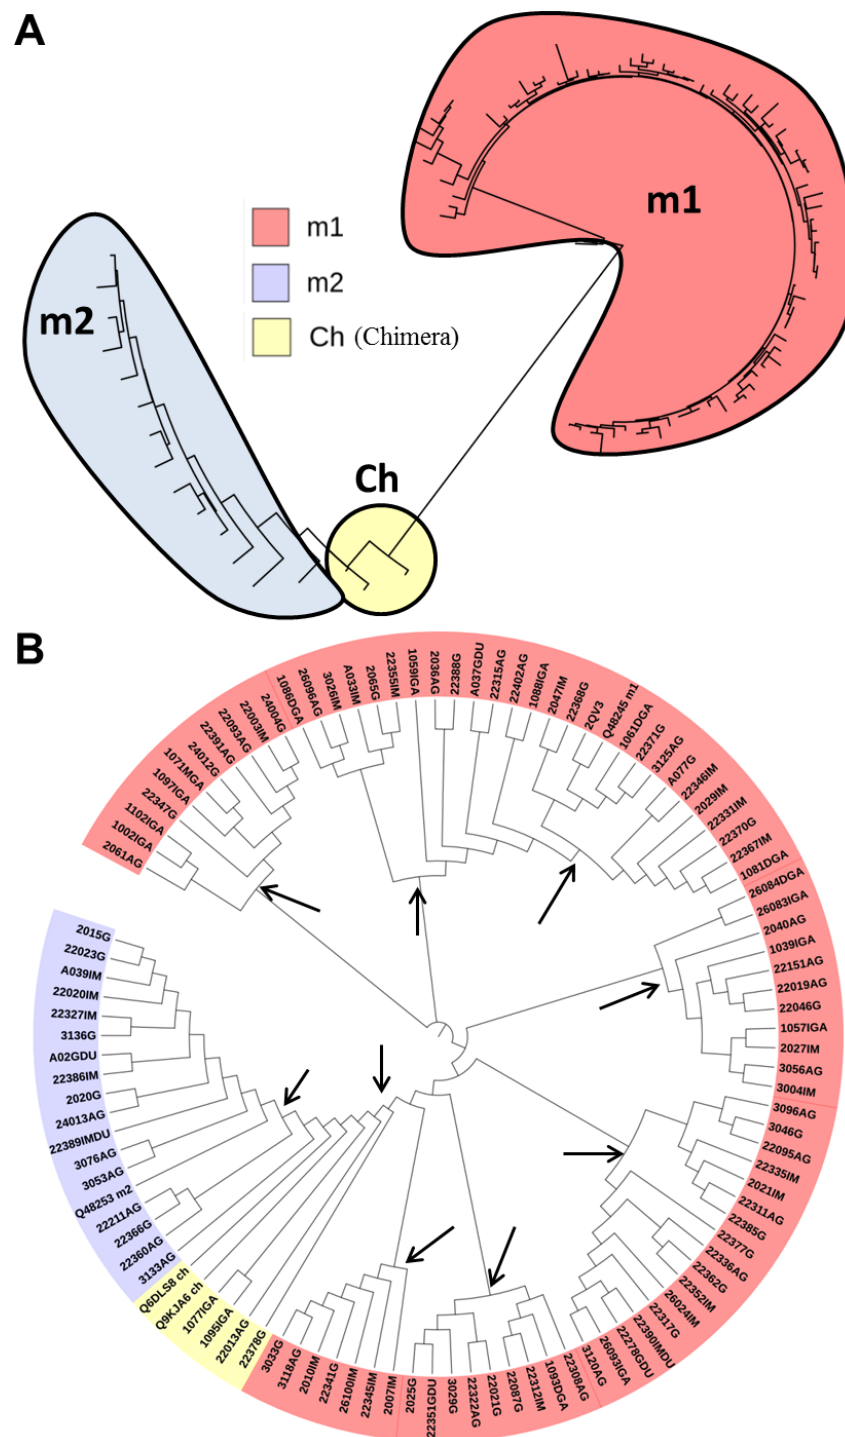 A
m1
m1
m2
m2
Ch (Chimera)
Ch
B
2061AG
1002IGA
1102IGA
22347G
1097IGA
1071MGA
24012G
22391AG
22093AG
22003IM
24004G
1086DGA
26096AG
3026IM
A033IM
2065G
22355IM
1059IGA
2036AG
22388G
A037GDU
22315AG
22402AG
1088IGA
2047IM
22368G
2QV3
Q48245 m1
1061DGA
22371G
3125AG
A077G
22346IM
2029IM
22331IM
22370G
22367IM
1081DGA
26084DGA
26083IGA
2040AG
1039IGA
22151AG
22019AG
22046G
1057IGA
2027IM
3056AG
3004IM
3096AG
3046G
22095AG
22335IM
2021IM
22311AG
22385G
22377G
22336AG
22362G
22352IM
26024IM
22317G
22390IMDU
22278GDU
26093IGA
3120AG
22308AG
1093DGA
22312IM
22087G
22021G
22322AG
3029G
22351GDU
2025G
2007IM
22345IM
26100IM
22341G
2010IM
3118AG
3033G
22378G
22013AG
1095IGA
1077IGA
Q9KJA6 ch
Q6DLS8 ch
3133AG
22360AG
22366G
22211AG
Q48253 m2
3053AG
3076AG
22389IMDU
24013AG
2020G
22386IM
A02GDU
3136G
22327IM
22020IM
A039IM
22023G
2015G